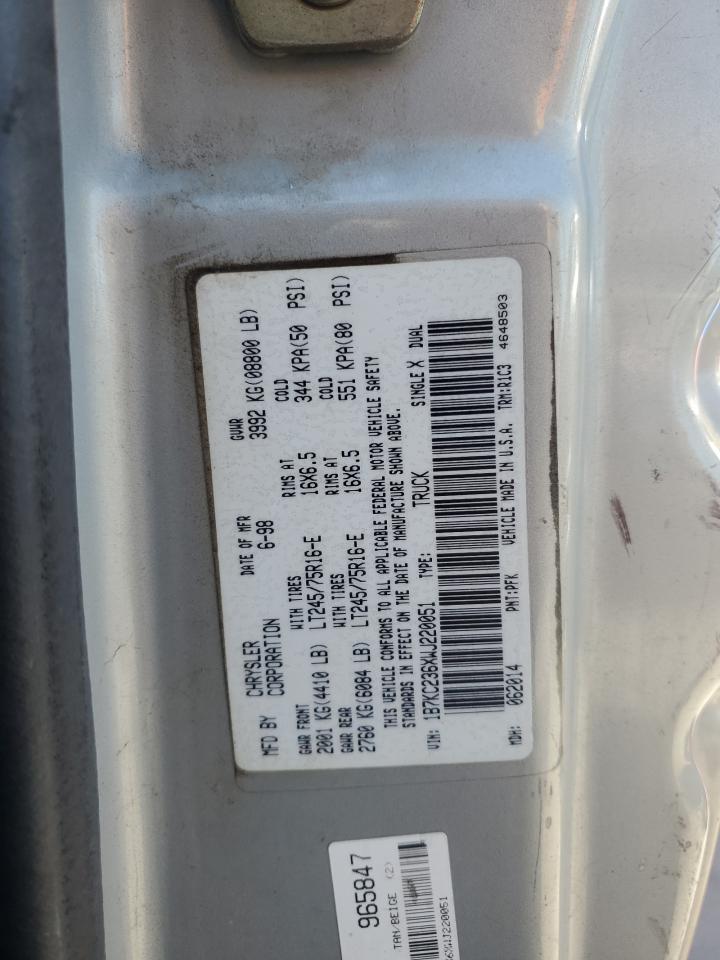 MFD BY CHRYSLER CORPORATION DATE OF MFR 6-98 GVWR 3992 KG(08800 LB)
GAWR FRONT WITH TIRES RIMS AT COLD
2001 KG(4410 LB) LT245/75R16-E 16X6.5 344 KPA(50 PSI)
GAWR REAR WITH TIRES RIMS AT COLD
2760 KG(6084 LB) LT245/75R16-E 16X6.5 551 KPA(80 PSI)
THIS VEHICLE CONFORMS TO ALL APPLICABLE FEDERAL MOTOR VEHICLE SAFETY
STANDARDS IN EFFECT ON THE DATE OF MANUFACTURE SHOWN ABOVE.
VIN: 1B7KC236XWJ220051 TYPE: TRUCK SINGLE X DUAL
MDH: 062014 PNT:PFK VEHICLE MADE IN U.S.A. TRM:R1C3 4648503
965847
TAN/BEIGE (2)
6XWJ220051